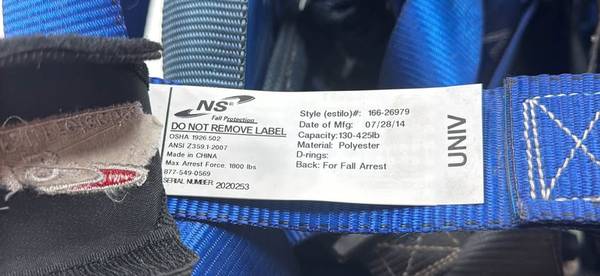 NS®
Fall Protection
DO NOT REMOVE LABEL
OSHA 1926.502
ANSI Z359.1-2007
Made in CHINA
Max Arrest Force. 1800 lbs
877-549-0569
SERIAL NUMBER 2020253
Style (estilo)#: 166-26979
Date of Mfg: 07/28/14
Capacity:130-425lb
Material: Polyester
D-rings:
Back: For Fall Arrest
UNIV